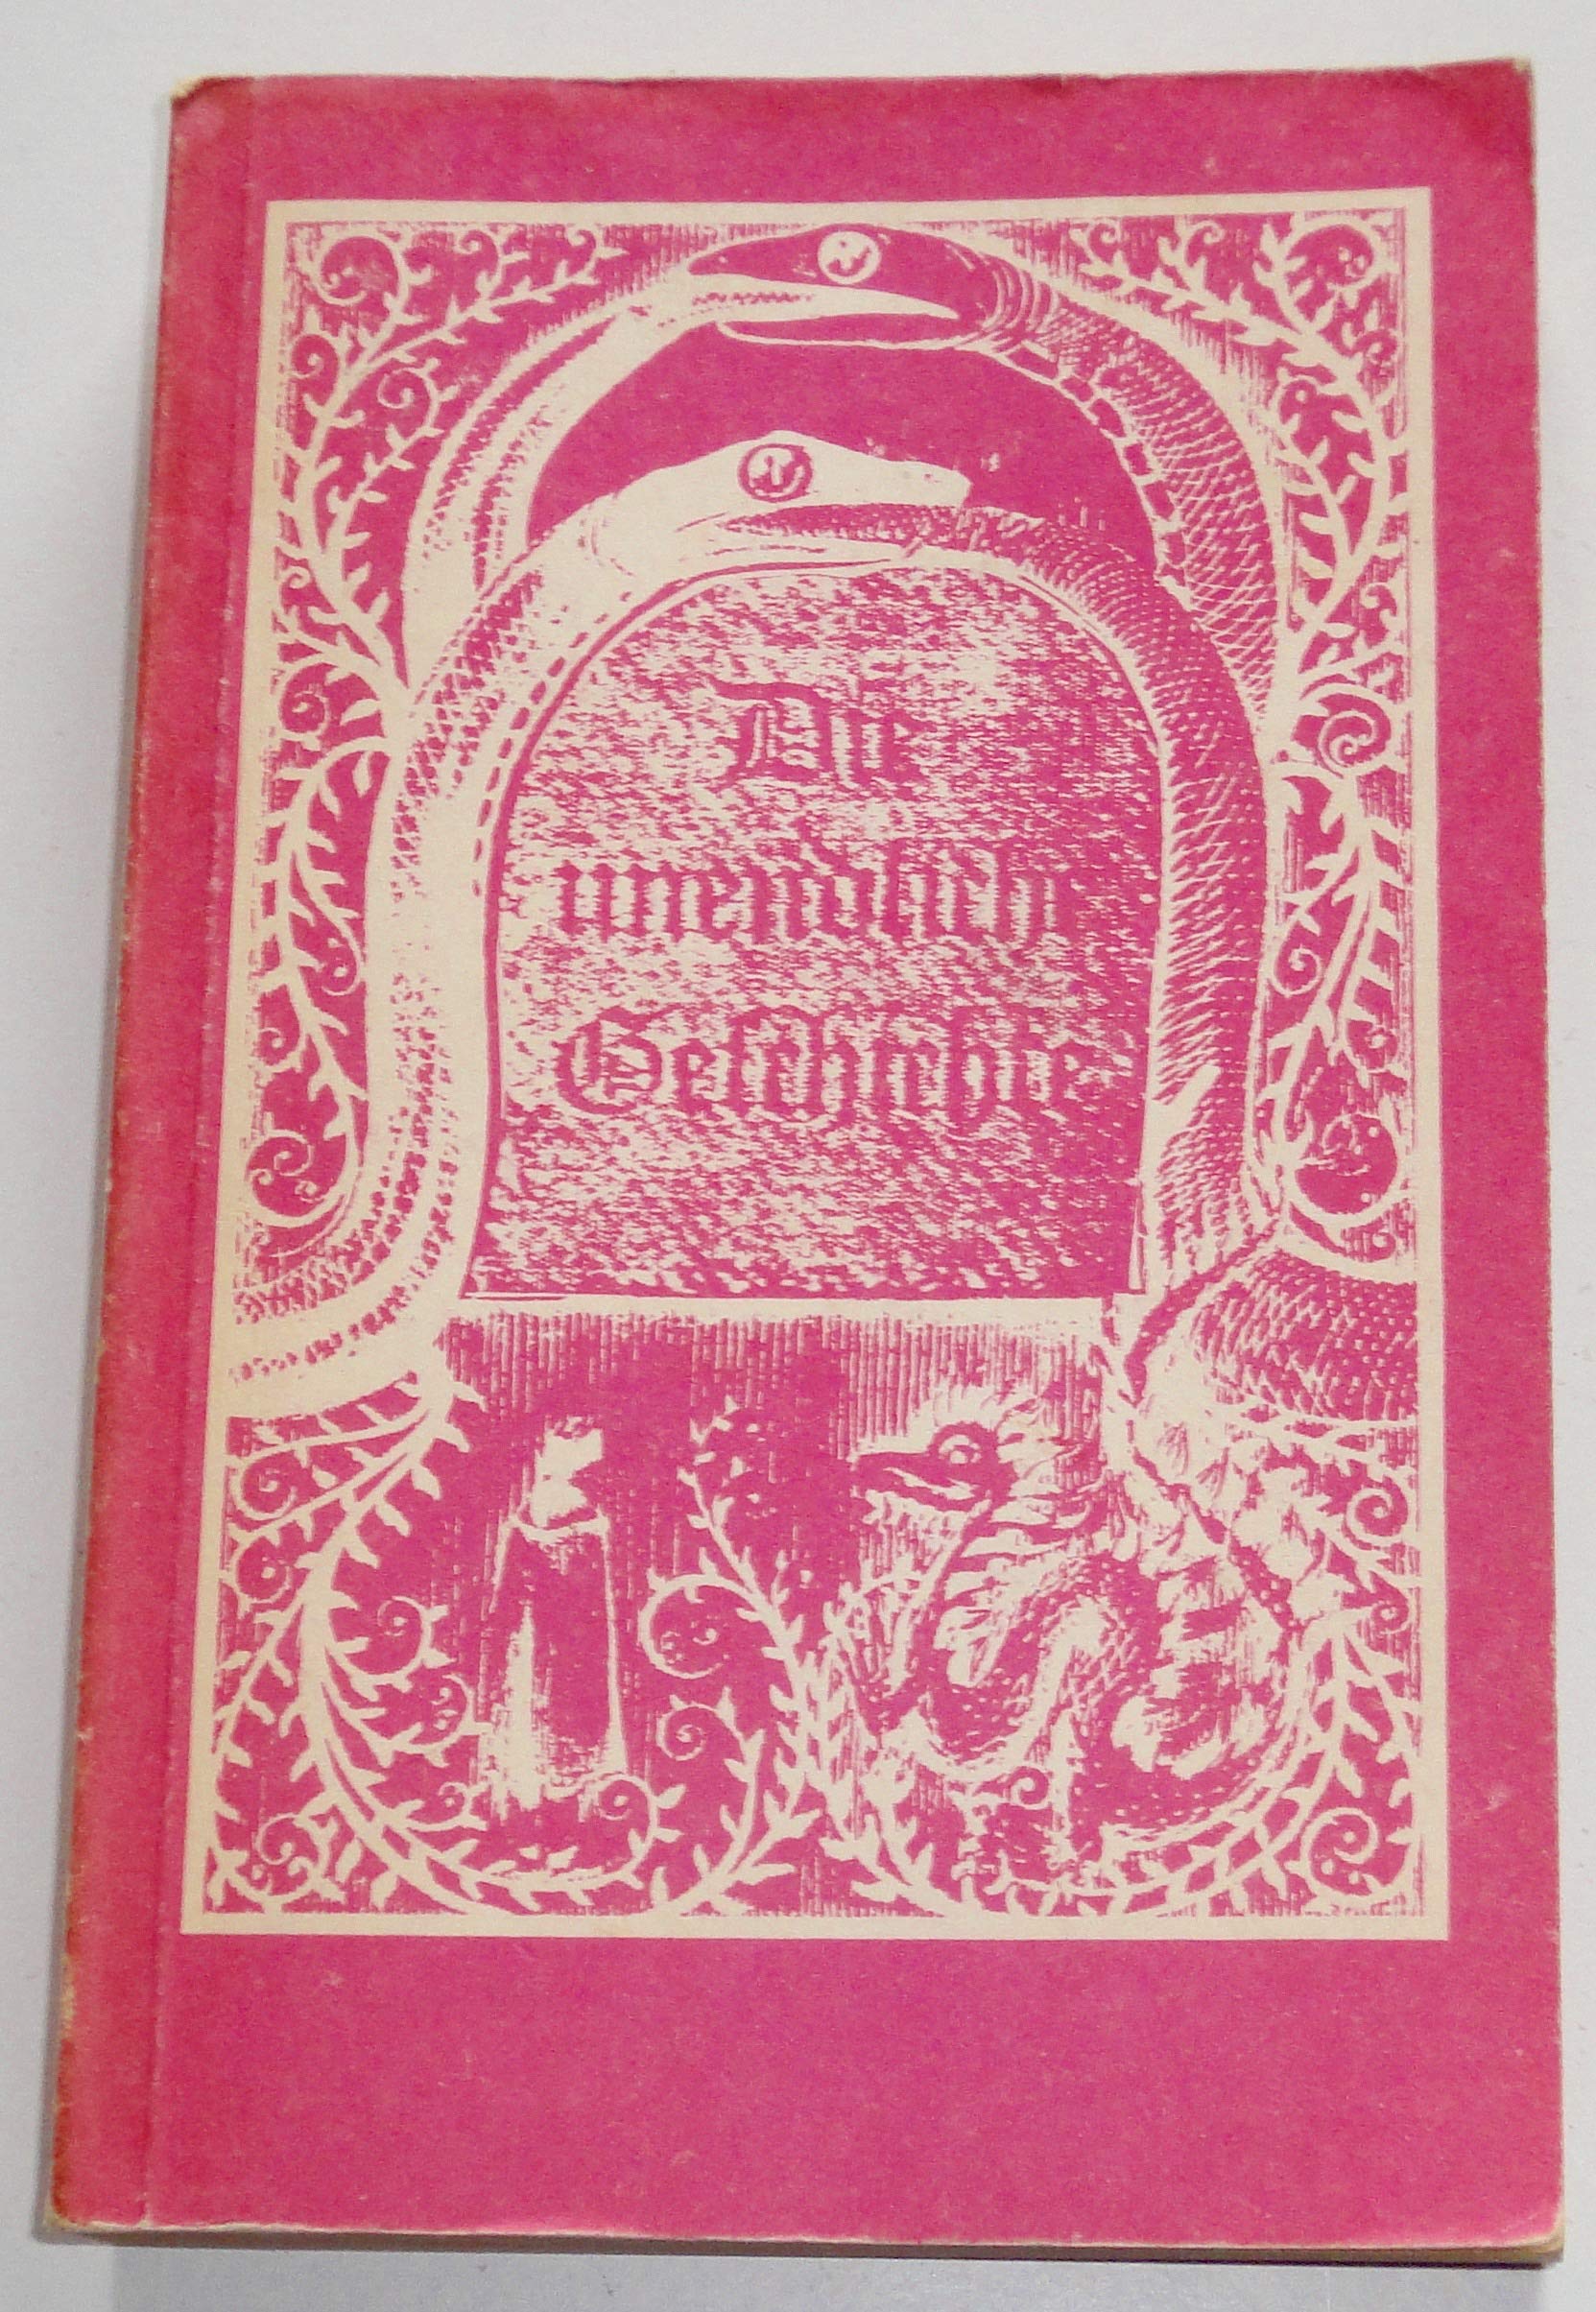 Die
unendliche
Geschichte